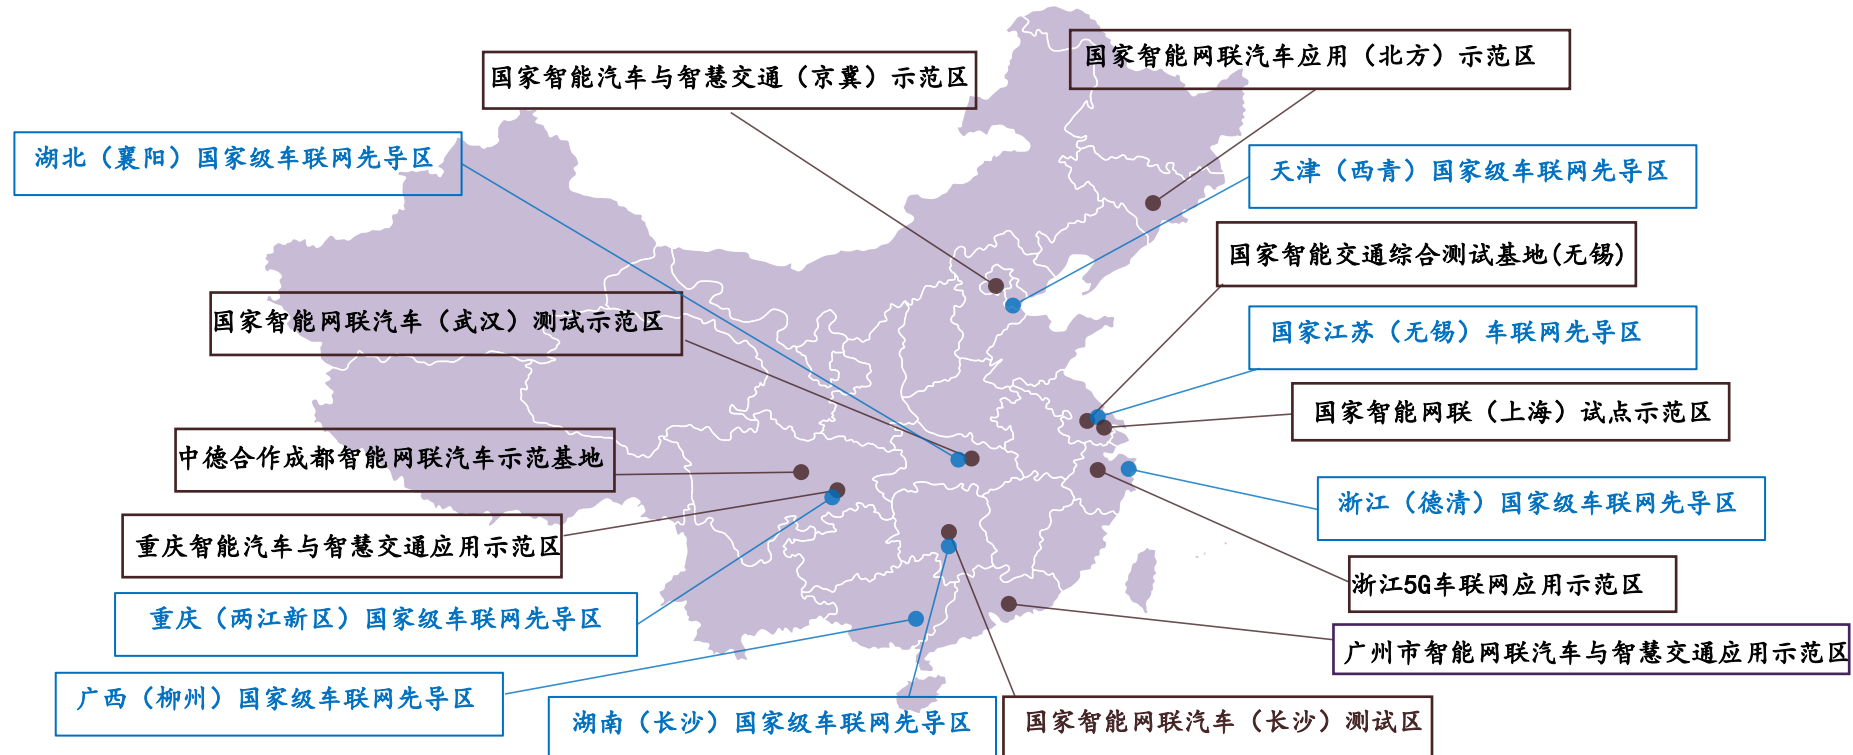 国家智能网联汽车应用（北方）示范区
国家智能汽车与智慧交通（京冀）示范区
湖北（襄阳）国家级车联网先导区
天津（西青）国家级车联网先导区
国家智能交通综合测试基地(无锡)
国家智能网联汽车（武汉）测试示范区
国家江苏（无锡）车联网先导区
国家智能网联（上海）试点示范区
中德合作成都智能网联汽车示范基地
浙江（德清）国家级车联网先导区
重庆智能汽车与智慧交通应用示范区
浙江5G车联网应用示范区
重庆（两江新区）国家级车联网先导区
广州市智能网联汽车与智慧交通应用示范区
广西（柳州）国家级车联网先导区
湖南（长沙）国家级车联网先导区
国家智能网联汽车（长沙）测试区